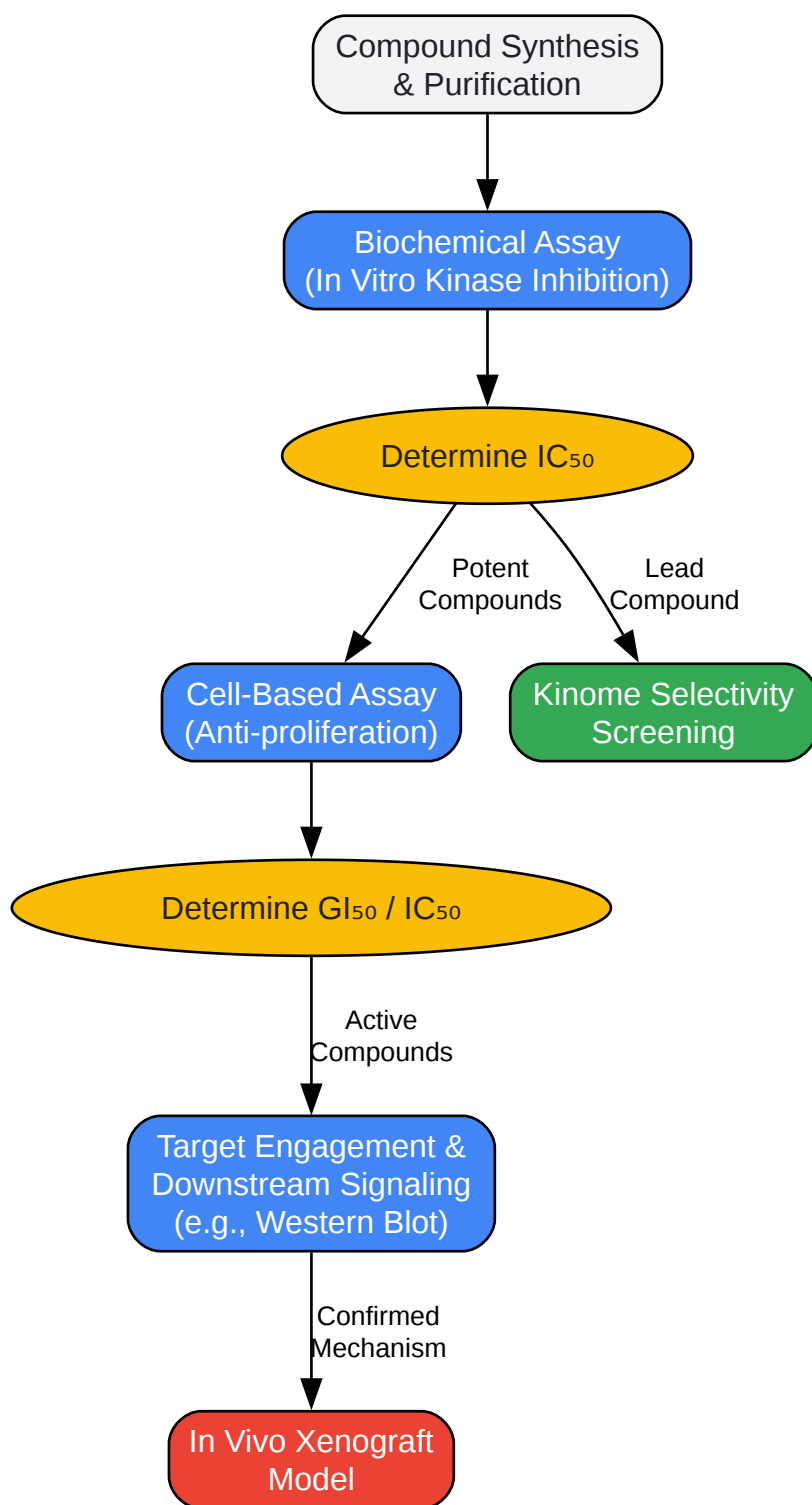 Compound Synthesis
& Purification
Biochemical Assay
(In Vitro Kinase Inhibition)
Determine IC₅₀
Potent
Compounds
Lead
Compound
Cell-Based Assay
(Anti-proliferation)
Kinome Selectivity
Screening
Determine GI₅₀ / IC₅₀
Active
Compounds
Target Engagement &
Downstream Signaling
(e.g., Western Blot)
Confirmed
Mechanism
In Vivo Xenograft
Model